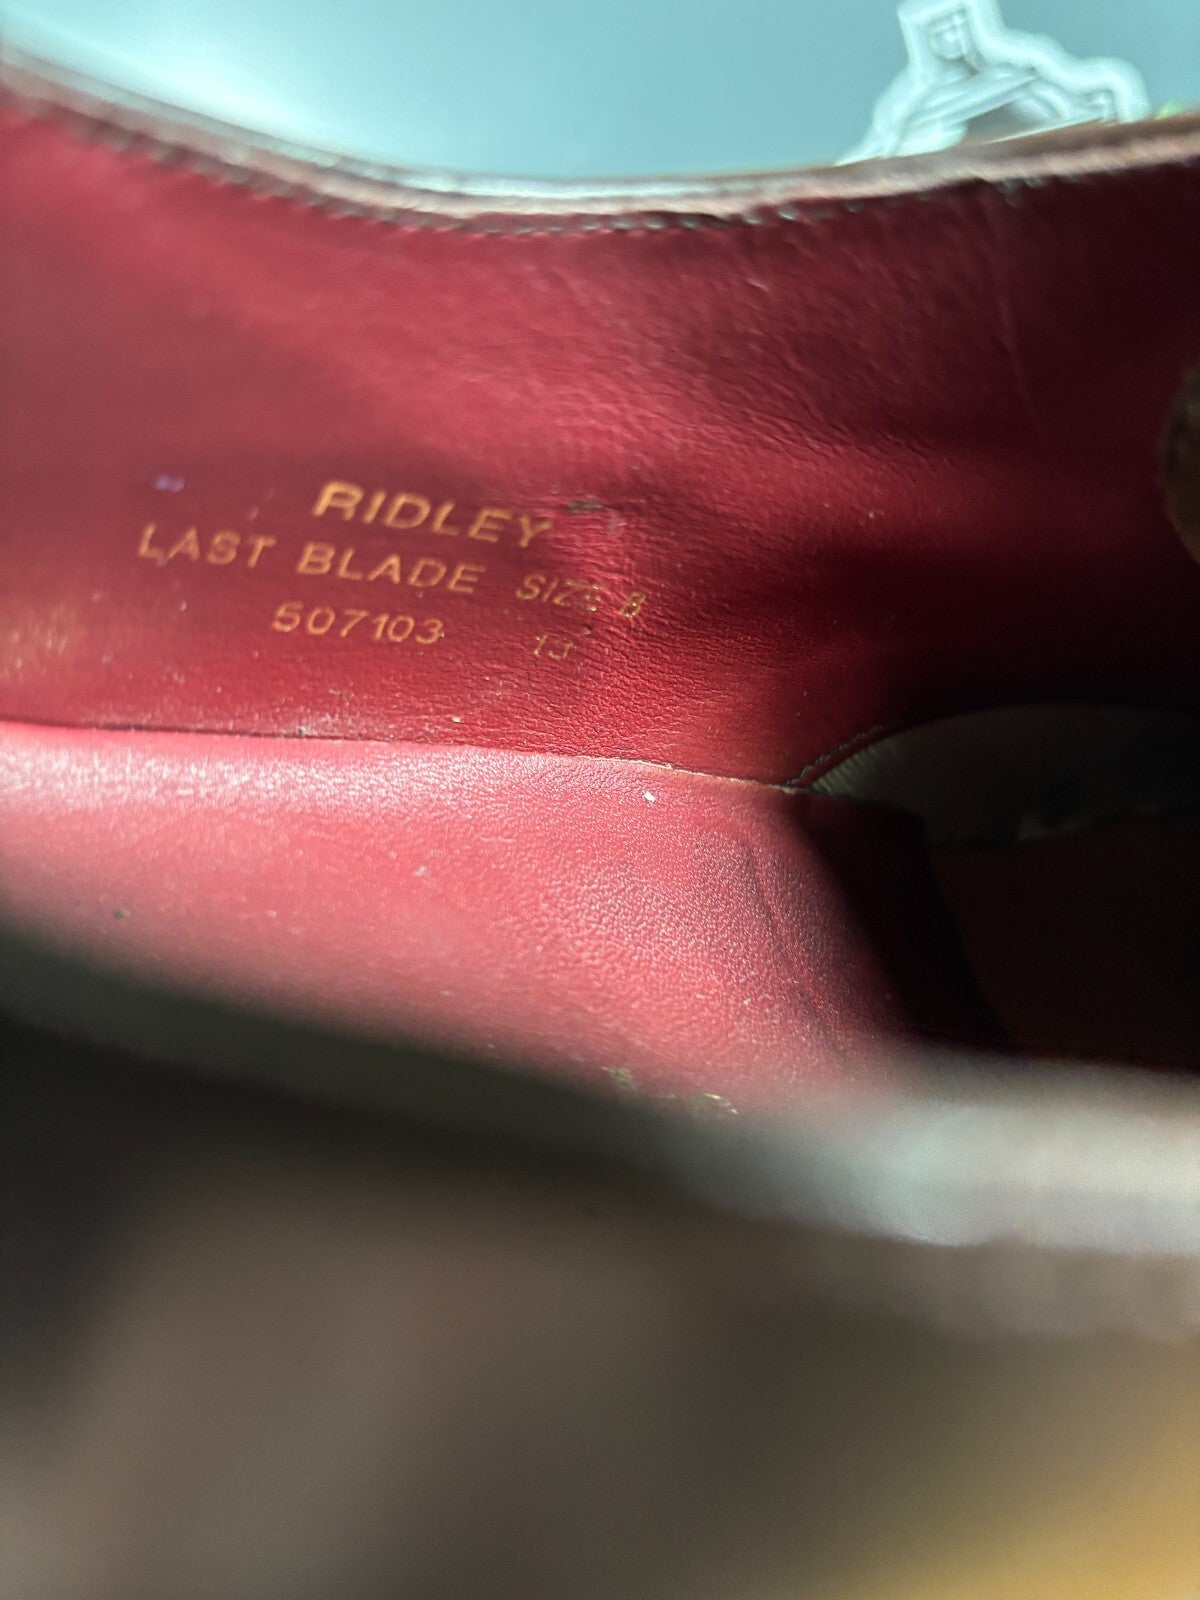 RIDLEY
LAST BLADE SIZE 8
507103 13